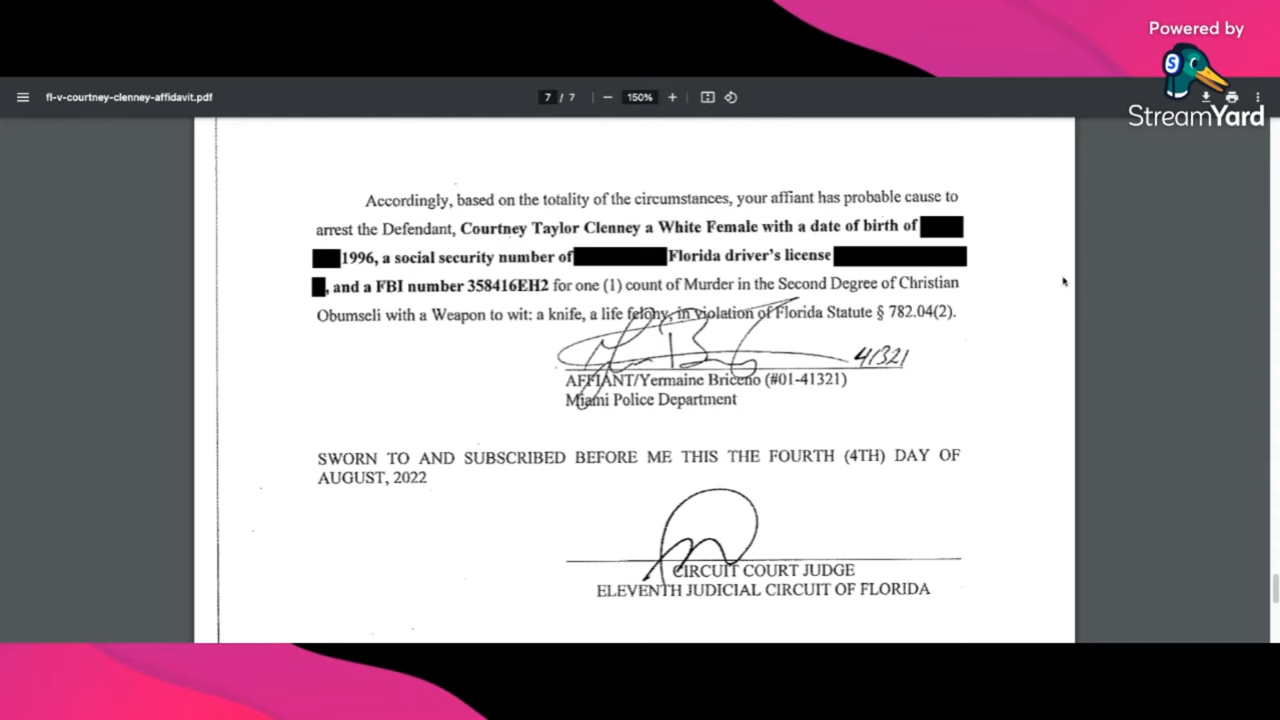 Powered by
StreamYard
fl-v-courtney-clenney-affidavit.pdf
7 / 7
150%
Accordingly, based on the totality of the circumstances, your affiant has probable cause to
arrest the Defendant, Courtney Taylor Clenney a White Female with a date of birth of
1996, a social security number of Florida driver's license
, and a FBI number 358416EH2 for one (1) count of Murder in the Second Degree of Christian
Obumseli with a Weapon to wit: a knife, a life felony, in violation of Florida Statute § 782.04(2).
41321
AFFIANT/Yermaine Briceno (#01-41321)
Miami Police Department
SWORN TO AND SUBSCRIBED BEFORE ME THIS THE FOURTH (4TH) DAY OF
AUGUST, 2022
CIRCUIT COURT JUDGE
ELEVENTH JUDICIAL CIRCUIT OF FLORIDA